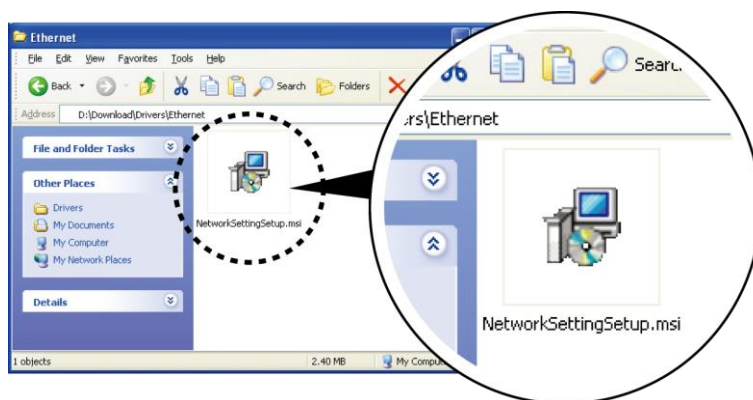 Ethernet
File Edit View Favorites Tools Help
Back Search Folders
Address D:\Download\Drivers\Ethernet
File and Folder Tasks
Other Places
Drivers
My Documents
My Computer
My Network Places
Details
NetworkSettingSetup.msi
1 objects 2.40 MB My Comput
Searc
rs\Ethernet
NetworkSettingSetup.msi